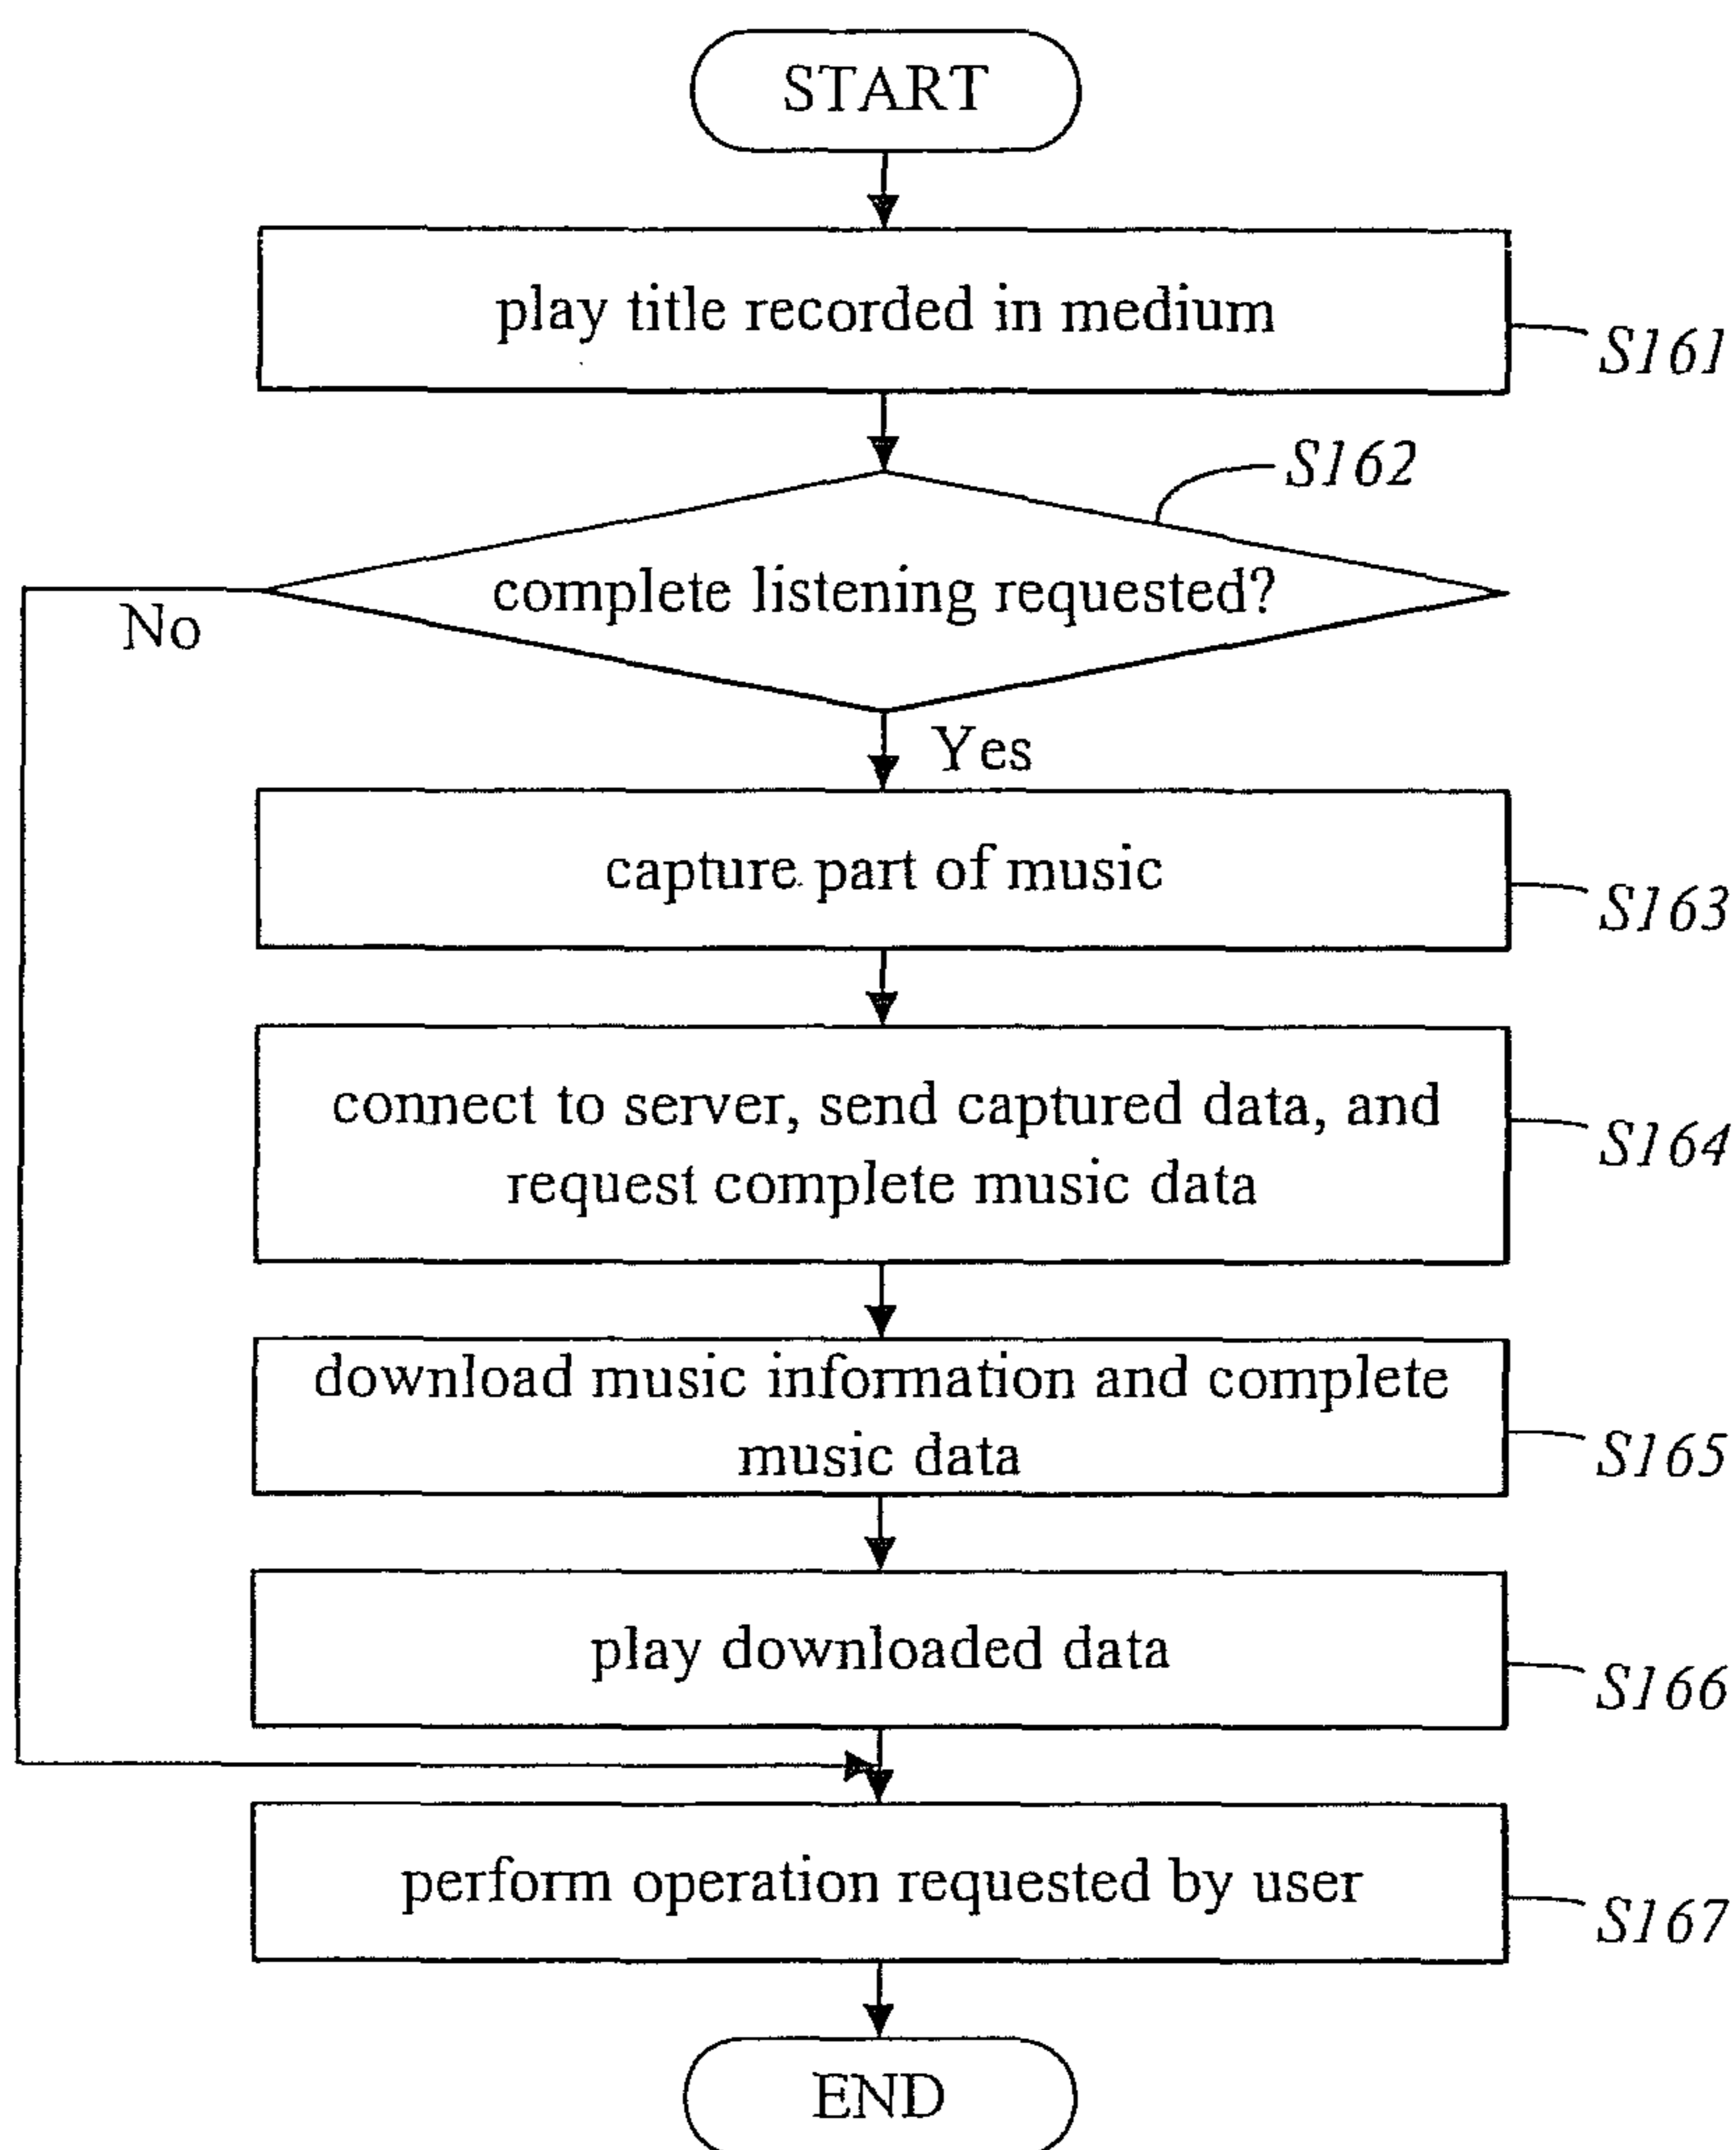 START
play title recorded in medium
S161
S162
complete listening requested?
No
Yes
capture part of music
S163
connect to server, send captured data, and
request complete music data
S164
download music information and complete
music data
S165
play downloaded data
S166
perform operation requested by user
S167
END